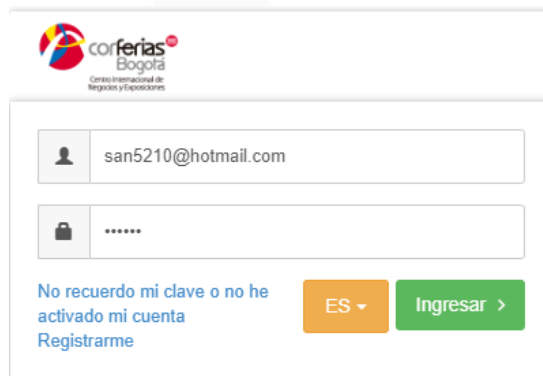 corferias
Bogotá
Centro Internacional de
Negocios y Exposiciones
san5210@hotmail.com
••••••
No recuerdo mi clave o no he
activado mi cuenta
Registrarme
ES
Ingresar >